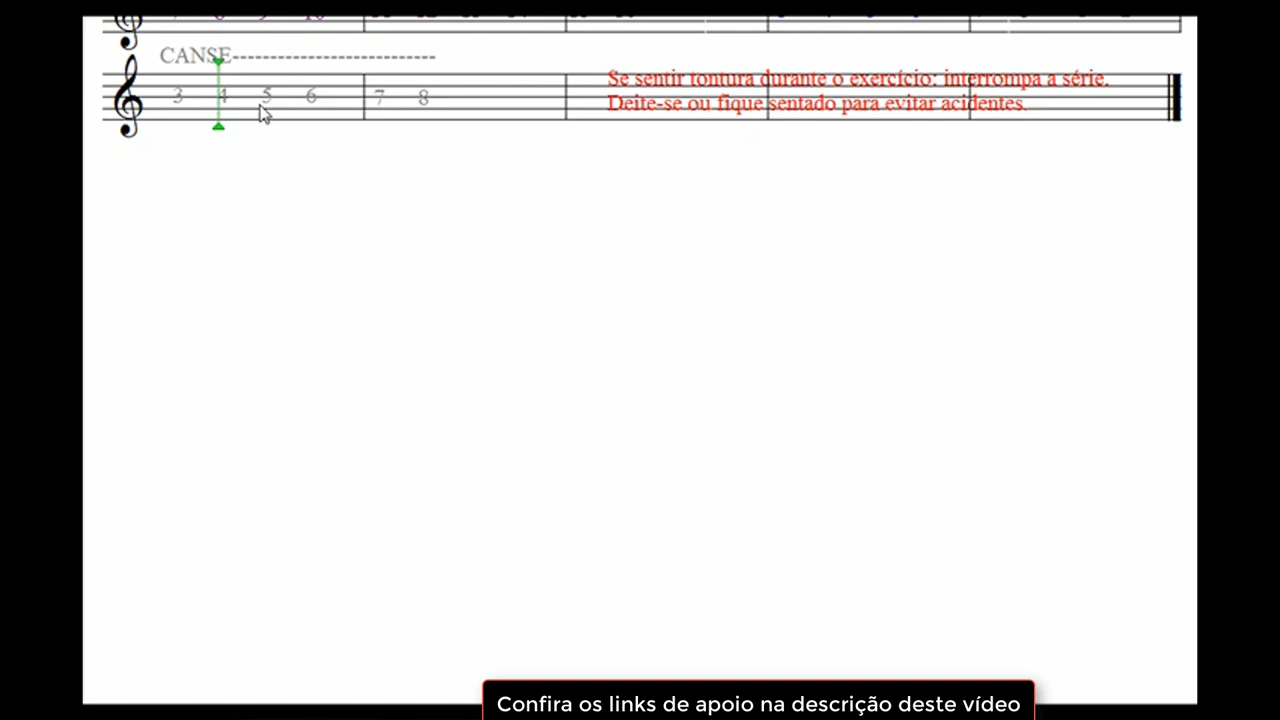 CANSE---------------------------
3 4 5 6 7 8
Se sentir tontura durante o exercício: interrompa a série.
Deite-se ou fique sentado para evitar acidentes.
Confira os links de apoio na descrição deste vídeo